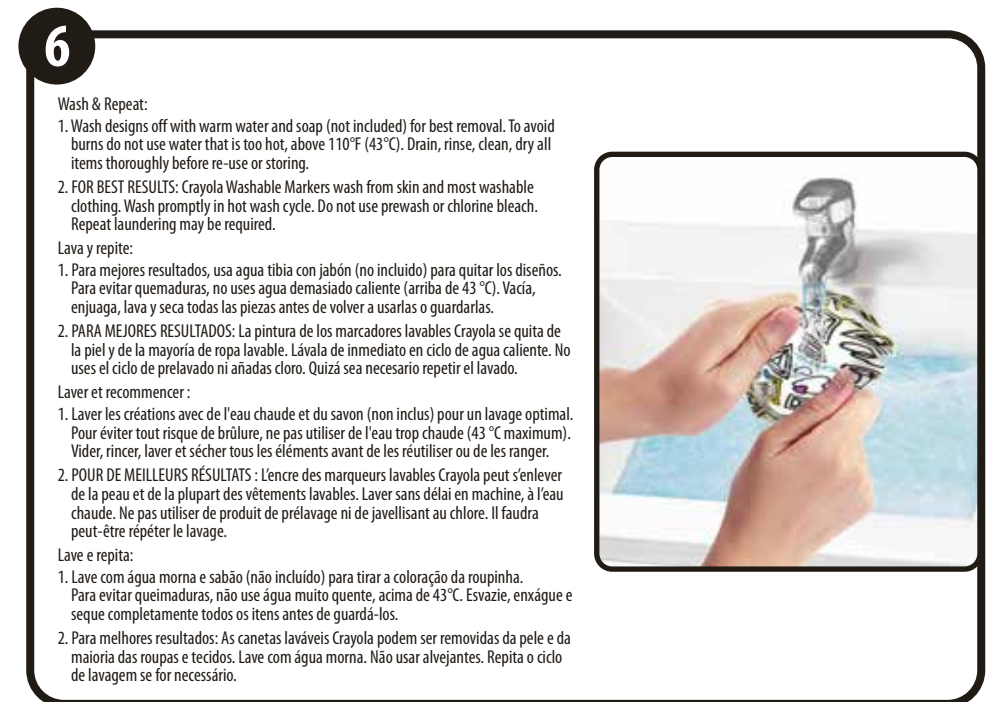 6
Wash & Repeat:
1. Wash designs off with warm water and soap (not included) for best removal. To avoid
burns do not use water that is too hot, above 110°F (43°C). Drain, rinse, clean, dry all
items thoroughly before re-use or storing.
2. FOR BEST RESULTS: Crayola Washable Markers wash from skin and most washable
clothing. Wash promptly in hot wash cycle. Do not use prewash or chlorine bleach.
Repeat laundering may be required.
Lava y repite:
1. Para mejores resultados, usa agua tibia con jabón (no incluido) para quitar los diseños.
Para evitar quemaduras, no uses agua demasiado caliente (arriba de 43 °C). Vacía,
enjuaga, lava y seca todas las piezas antes de volver a usarlas o guardarlas.
2. PARA MEJORES RESULTADOS: La pintura de los marcadores lavables Crayola se quita de
la piel y de la mayoría de ropa lavable. Lávala de inmediato en ciclo de agua caliente. No
uses el ciclo de prelavado ni añadas cloro. Quizá sea necesario repetir el lavado.
Laver et recommencer :
1. Laver les créations avec de l'eau chaude et du savon (non inclus) pour un lavage optimal.
Pour éviter tout risque de brûlure, ne pas utiliser de l'eau trop chaude (43 °C maximum).
Vider, rincer, laver et sécher tous les éléments avant de les réutiliser ou de les ranger.
2. POUR DE MEILLEURS RÉSULTATS : L’encre des marqueurs lavables Crayola peut s’enlever
de la peau et de la plupart des vêtements lavables. Laver sans délai en machine, à l’eau
chaude. Ne pas utiliser de produit de prélavage ni de javellisant au chlore. Il faudra
peut-être répéter le lavage.
Lave e repita:
1. Lave com água morna e sabão (não incluído) para tirar a coloração da roupinha.
Para evitar queimaduras, não use água muito quente, acima de 43°C. Esvazie, enxágue e
seque completamente todos os itens antes de guardá-los.
2. Para melhores resultados: As canetas laváveis Crayola podem ser removidas da pele e da
maioria das roupas e tecidos. Lave com água morna. Não usar alvejantes. Repita o ciclo
de lavagem se for necessário.